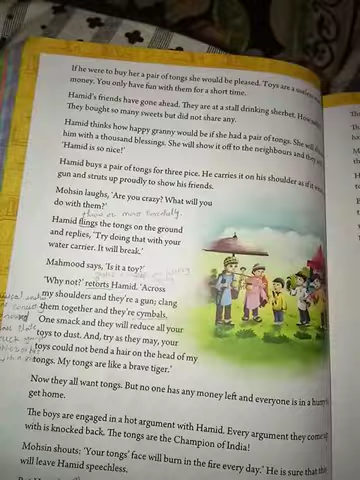 If he were to buy her a pair of tongs she would be pleased. Toys are a useless
money. You only have fun with them for a short time.
Hamid's friends have gone ahead. They are at a stall drinking sherbet. How
They bought so many sweets but did not share any.
Hamid thinks how happy granny would be if she had a pair of tongs. She will
him with a thousand blessings. She will show it off to the neighbours and they
'Hamid is so nice!'
Hamid buys a pair of tongs for three pice. He carries it on his shoulder as if it
gun and struts up proudly to show his friends.
Mohsin laughs, 'Are you crazy? What will you
do with them?'
throw or move forcefully.
Hamid flings the tongs on the ground
and replies, 'Try doing that with your
water carrier. It will break.'
Mahmood says, 'Is it a toy?'
'Why not?' retorts Hamid. 'Across
my shoulders and they're a gun; clang
them together and they're cymbals.
One smack and they will reduce all your
toys to dust. And, try as they may, your
toys could not bend a hair on the head of my
tongs. My tongs are like a brave tiger.'
Now they all want tongs. But no one has any money left and everyone is in a hurry
get home.
The boys are engaged in a hot argument with Hamid. Every argument they come
with is knocked back. The tongs are the Champion of India!
Mohsin shouts: 'Your tongs' face will burn in the fire every day.' He is sure that this
will leave Hamid speechless.